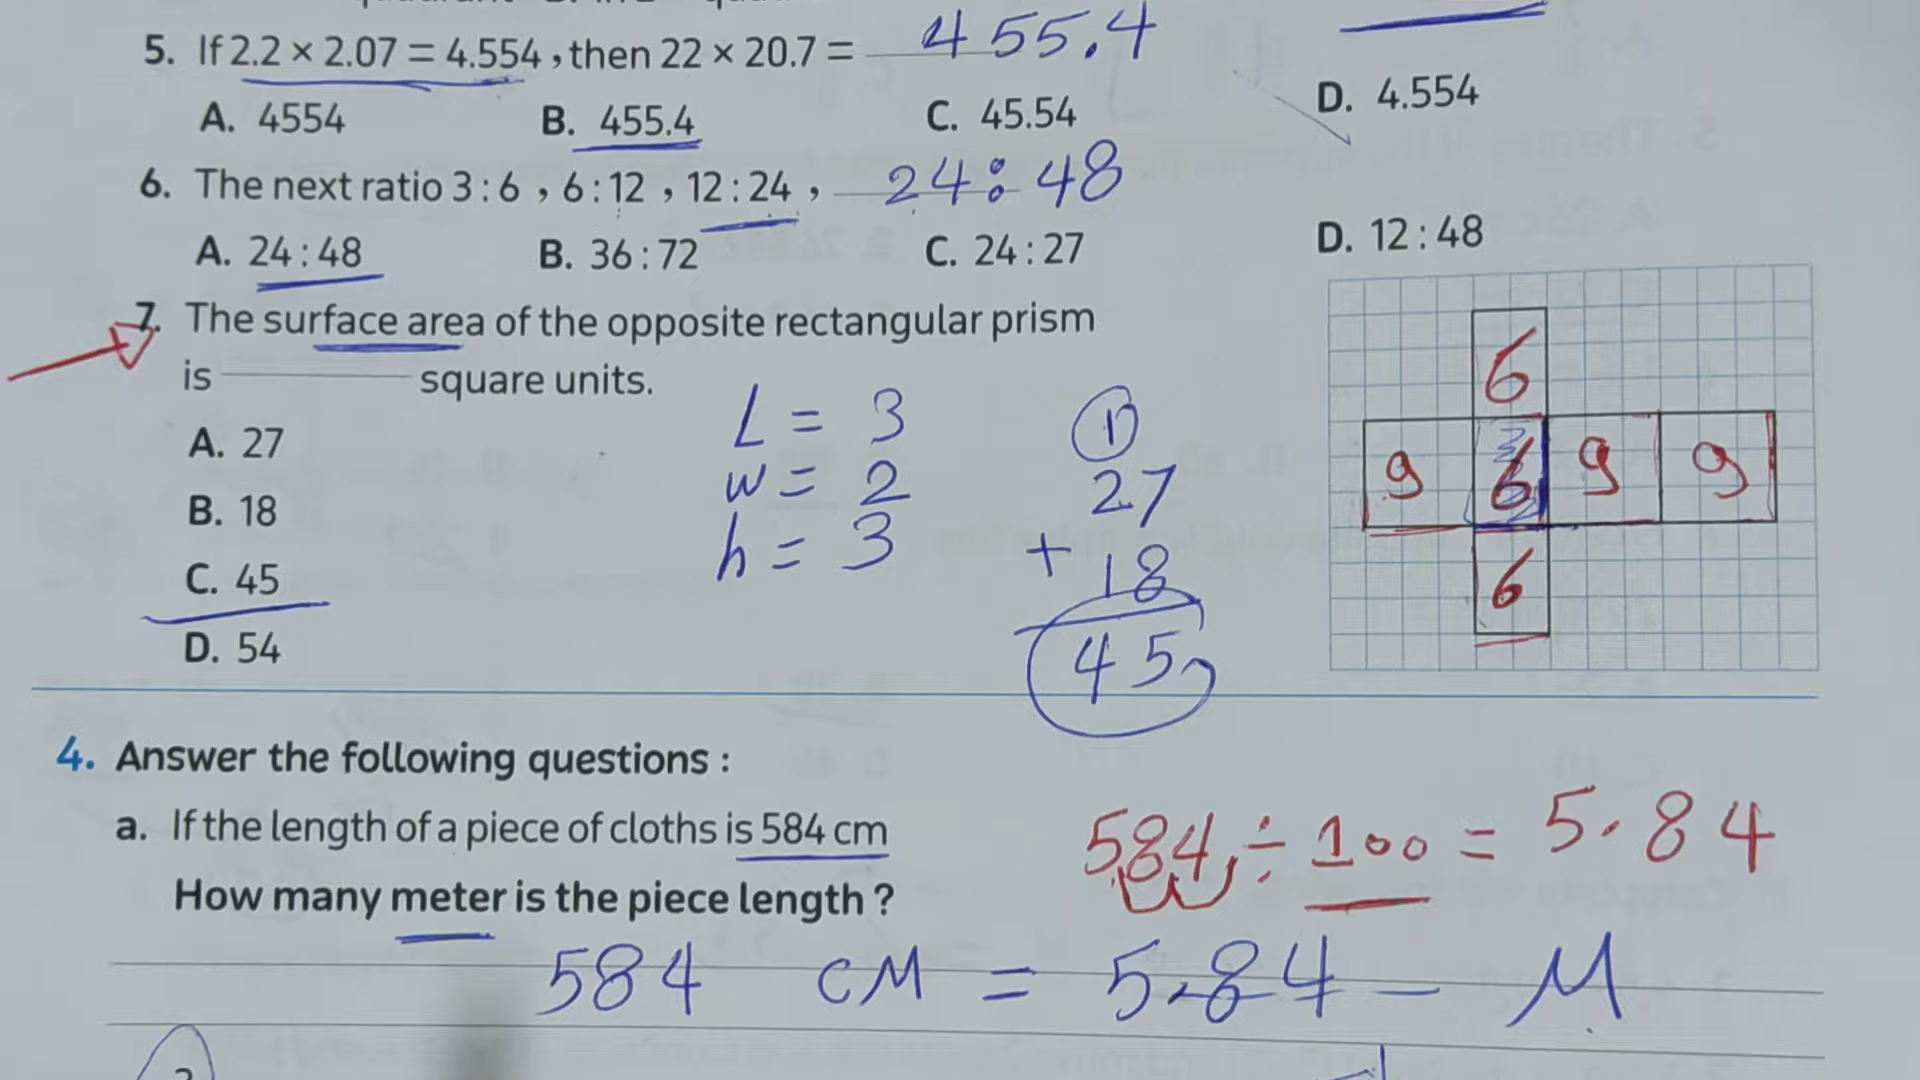 5. If 2.2 × 2.07 = 4.554 , then 22 × 20.7 = 455.4
A. 4554 B. 455.4 C. 45.54 D. 4.554
6. The next ratio 3 : 6 , 6 : 12 , 12 : 24 , 24 : 48
A. 24 : 48 B. 36 : 72 C. 24 : 27 D. 12 : 48
7. The surface area of the opposite rectangular prism
is square units.
A. 27
B. 18
C. 45
D. 54
L = 3
w = 2
h = 3
1
27
+ 18
45
6
9 6 9 9
6
4. Answer the following questions :
a. If the length of a piece of cloths is 584 cm
How many meter is the piece length ?
584 ÷ 100 = 5.84
584 cM = 5.84 M